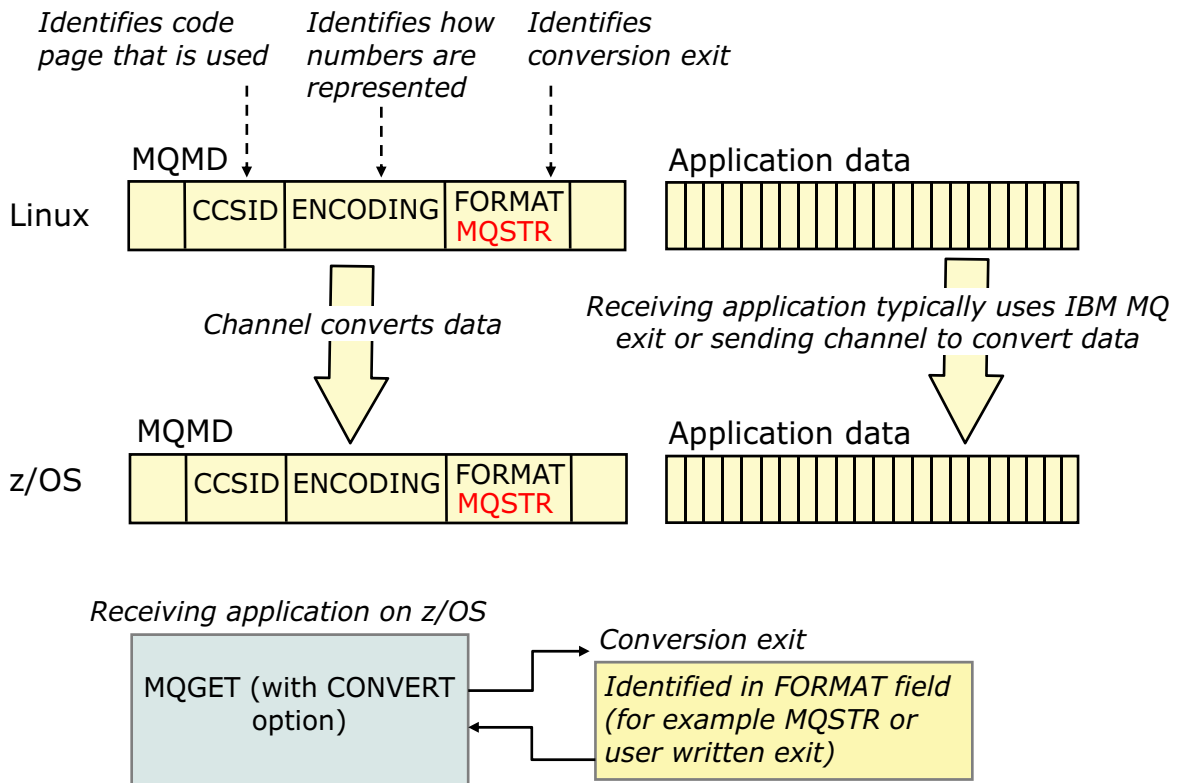 Identifies code
page that is used
Identifies how
numbers are
represented
Identifies
conversion exit
MQMD
Application data
Linux
CCSID
ENCODING
FORMAT
MQSTR
Channel converts data
Receiving application typically uses IBM MQ
exit or sending channel to convert data
MQMD
Application data
z/OS
CCSID
ENCODING
FORMAT
MQSTR
Receiving application on z/OS
MQGET (with CONVERT
option)
Conversion exit
Identified in FORMAT field
(for example MQSTR or
user written exit)